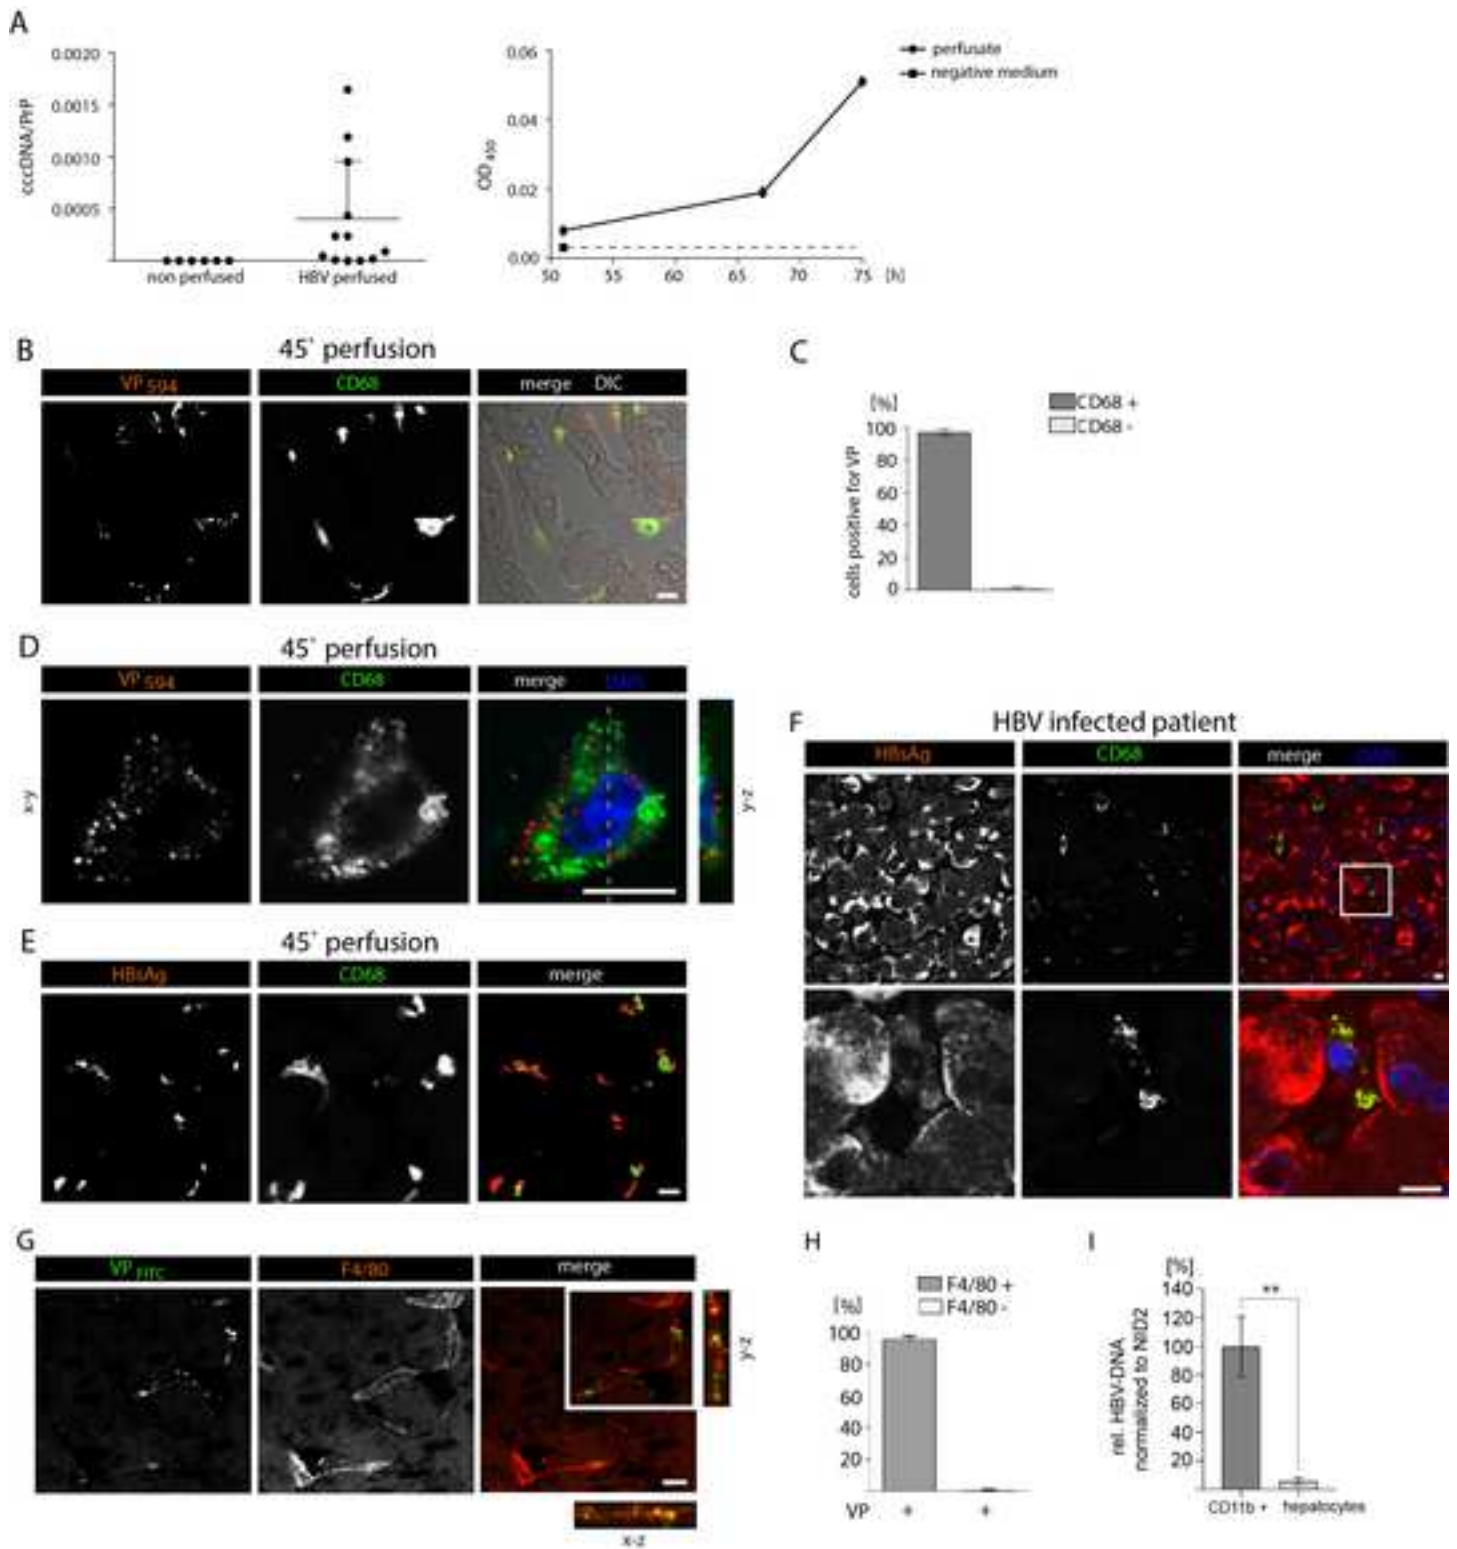 A
0.0020
0.0015
0.0010
0.0005
cccDNA/PrP
non perfused
HBV perfused
0.06
0.04
0.02
0.00
OD 450
50 55 60 65 70 75 [h]
perfusate
negative medium
B
45' perfusion
VP 594
CD68
merge DIC
C
[%]
100
80
60
40
20
0
cells positive for VP
CD68 +
CD68 -
D
45' perfusion
VP 594
CD68
merge DAPI
x-y
y-z
E
45' perfusion
HBsAg
CD68
merge
F
HBV infected patient
HBsAg
CD68
merge DAPI
G
VP FITC
F4/80
merge
y-z
x-z
H
[%]
100
80
60
40
20
F4/80 +
F4/80 -
VP + +
I
[%]
140
120
100
80
60
40
20
rel. HBV-DNA
normalized to NID2
**
CD11b +
hepatocytes